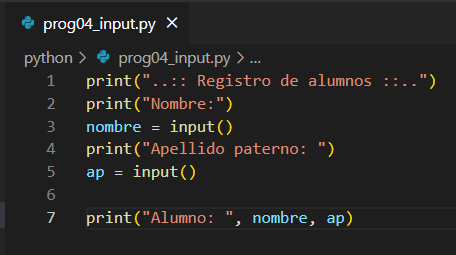 prog04_input.py
python > prog04_input.py > ...
1 print("..:: Registro de alumnos ::..")
2 print("Nombre:")
3 nombre = input()
4 print("Apellido paterno: ")
5 ap = input()
6
7 print("Alumno: ", nombre, ap)